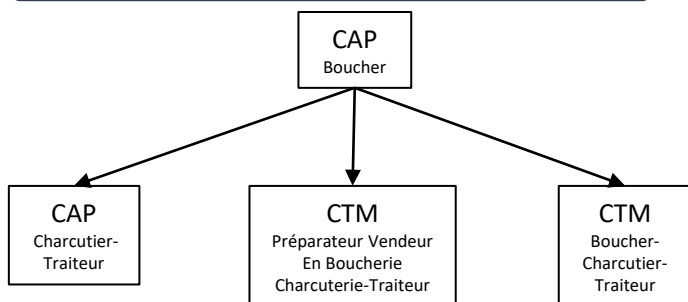 CAP
Boucher
CAP
Charcutier-
Traiteur
CTM
Préparateur Vendeur
En Boucherie
Charcuterie-Traiteur
CTM
Boucher-
Charcutier-
Traiteur